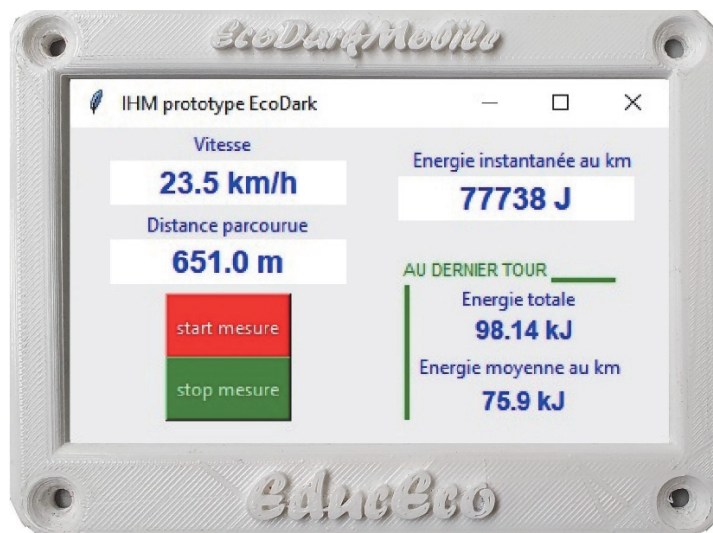 EcoDarkMobile
IHM prototype EcoDark
Vitesse
23.5 km/h
Distance parcourue
651.0 m
start mesure
stop mesure
Energie instantanée au km
77738 J
AU DERNIER TOUR
Energie totale
98.14 kJ
Energie moyenne au km
75.9 kJ
EducEco